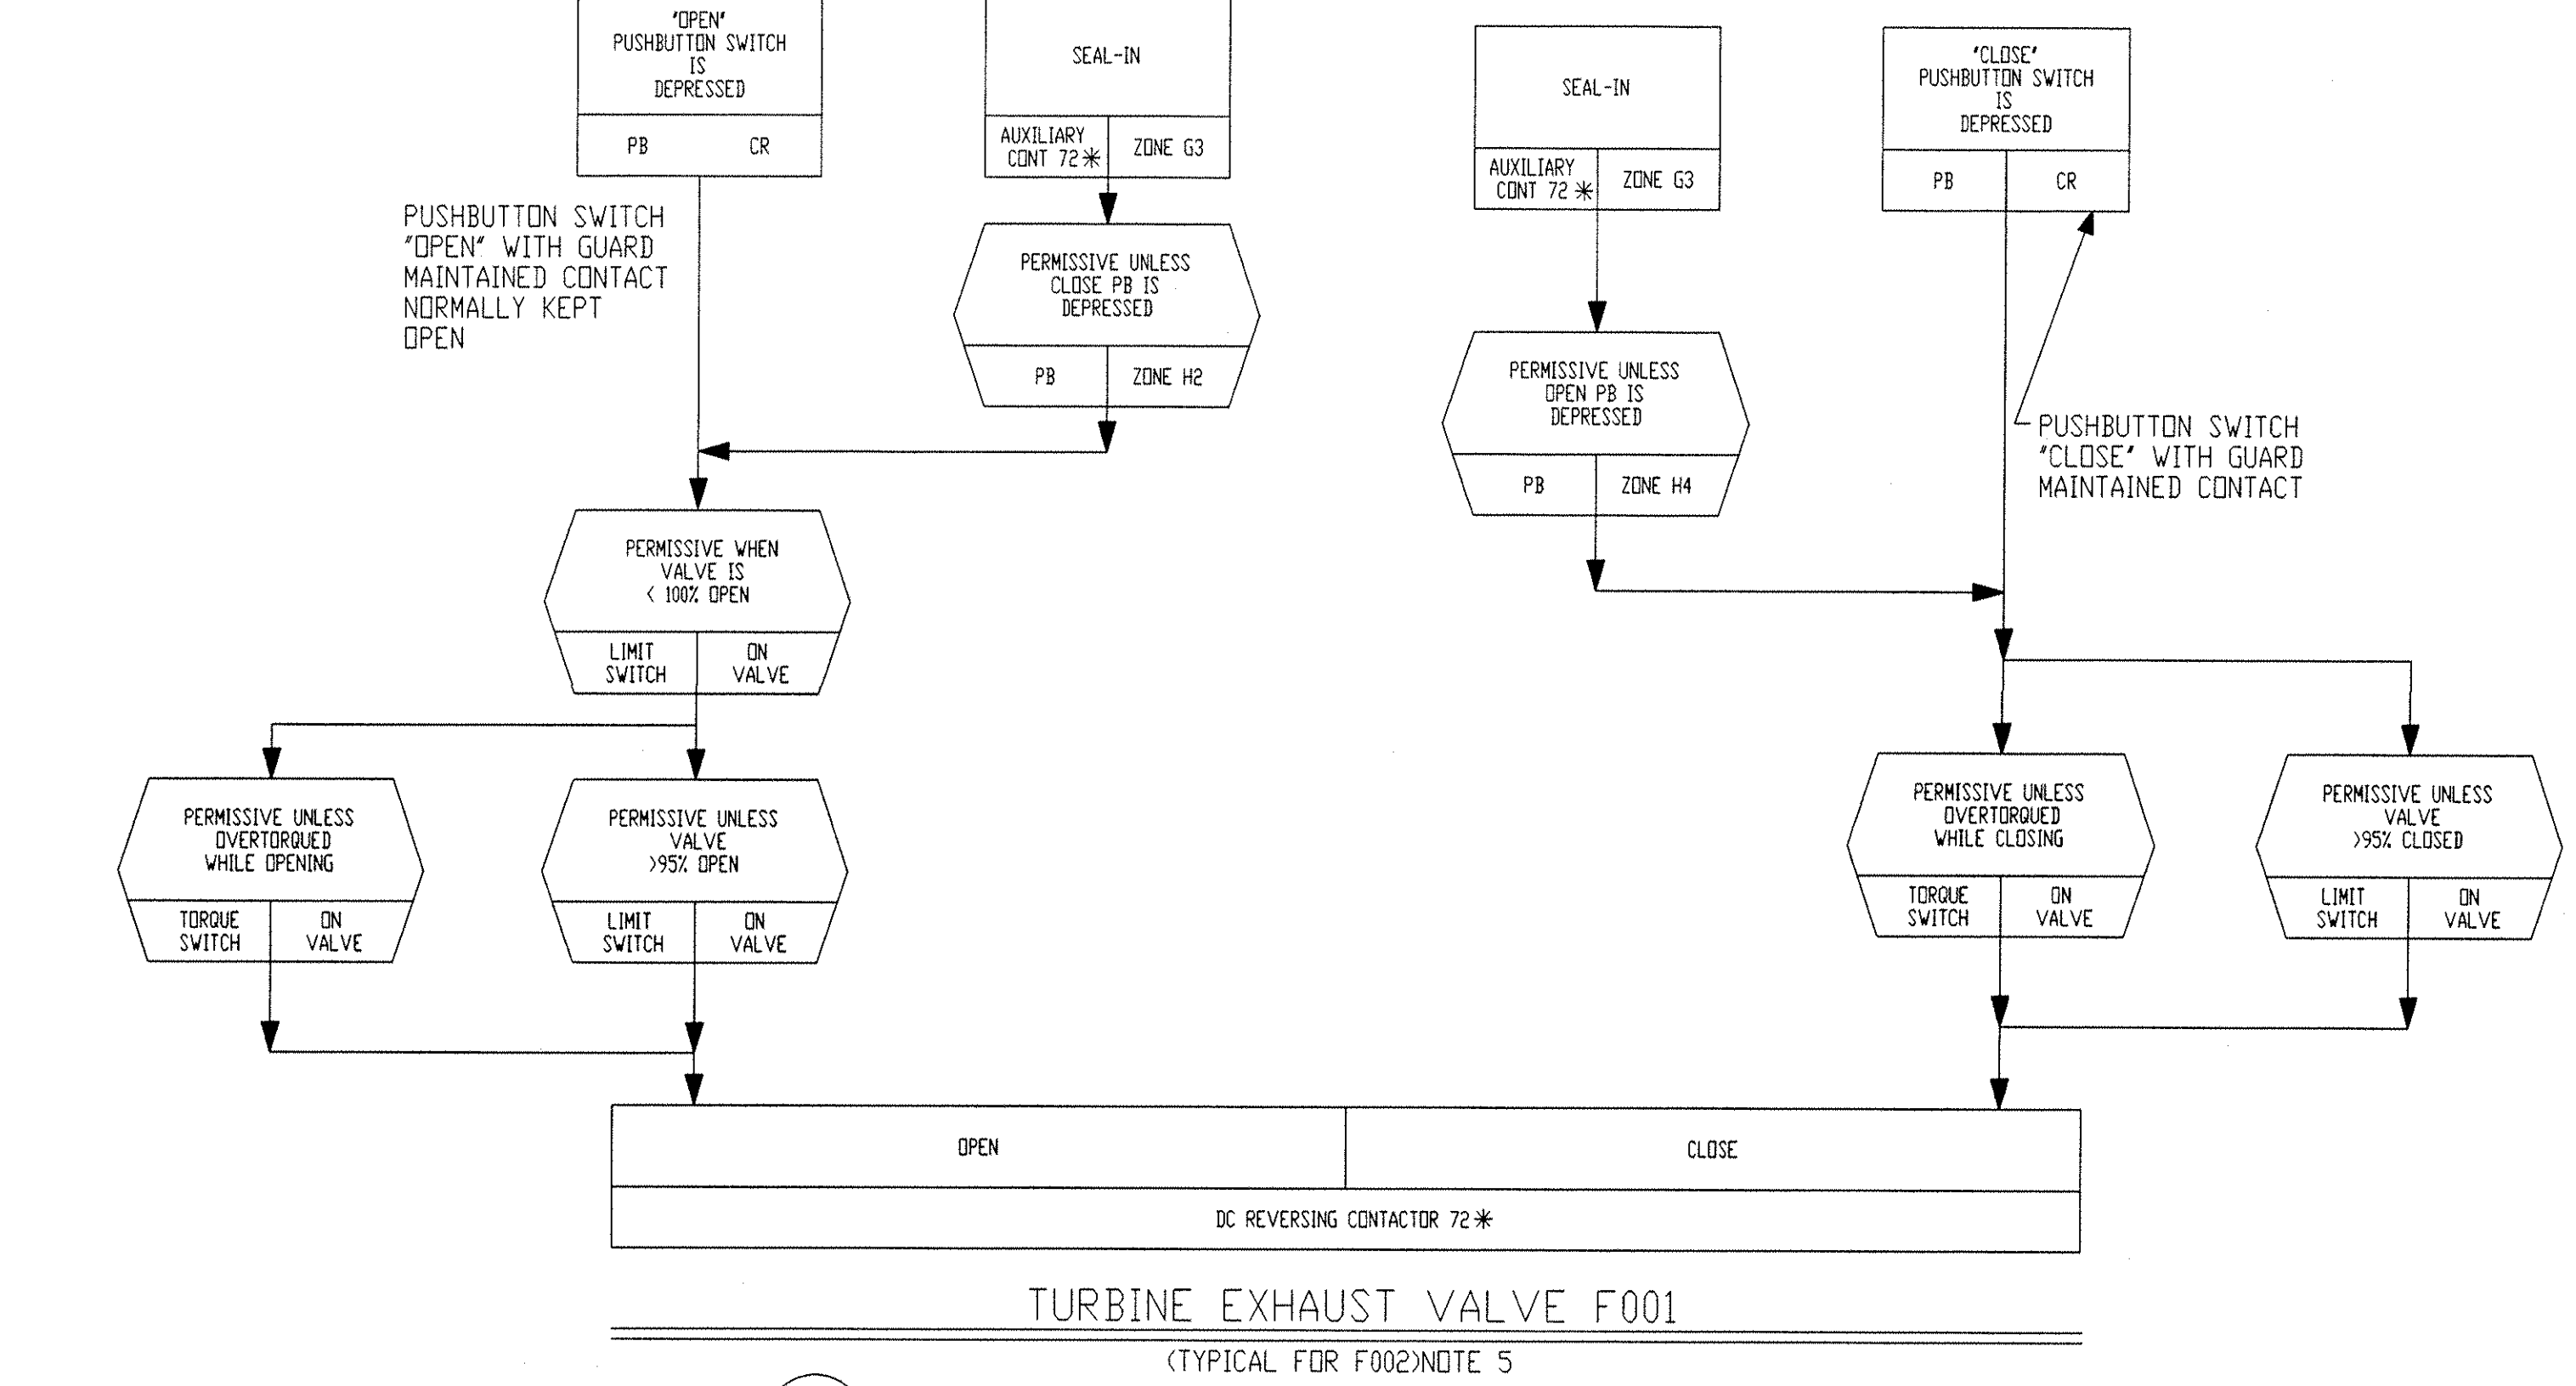 "OPEN"
PUSHBUTTON SWITCH
IS
DEPRESSED
PB CR
SEAL-IN
AUXILIARY
CONT 72*
ZONE G3
SEAL-IN
AUXILIARY
CONT 72*
ZONE G3
"CLOSE"
PUSHBUTTON SWITCH
IS
DEPRESSED
PB CR
PUSHBUTTON SWITCH
"OPEN" WITH GUARD
MAINTAINED CONTACT
NORMALLY KEPT
OPEN
PERMISSIVE UNLESS
CLOSE PB IS
DEPRESSED
PB ZONE H2
PERMISSIVE UNLESS
OPEN PB IS
DEPRESSED
PB ZONE H4
PUSHBUTTON SWITCH
"CLOSE" WITH GUARD
MAINTAINED CONTACT
PERMISSIVE WHEN
VALVE IS
< 100% OPEN
LIMIT
SWITCH
ON
VALVE
PERMISSIVE UNLESS
OVERTORQUED
WHILE OPENING
TORQUE
SWITCH
ON
VALVE
PERMISSIVE UNLESS
VALVE
>95% OPEN
LIMIT
SWITCH
ON
VALVE
PERMISSIVE UNLESS
OVERTORQUED
WHILE CLOSING
TORQUE
SWITCH
ON
VALVE
PERMISSIVE UNLESS
VALVE
>95% CLOSED
LIMIT
SWITCH
ON
VALVE
OPEN
CLOSE
DC REVERSING CONTACTOR 72*
TURBINE EXHAUST VALVE F001
(TYPICAL FOR F002)NOTE 5